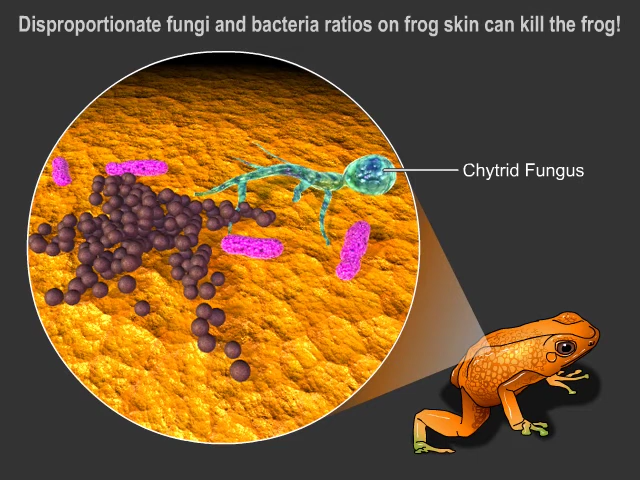 Disproportionate fungi and bacteria ratios on frog skin can kill the frog!
Chytrid Fungus